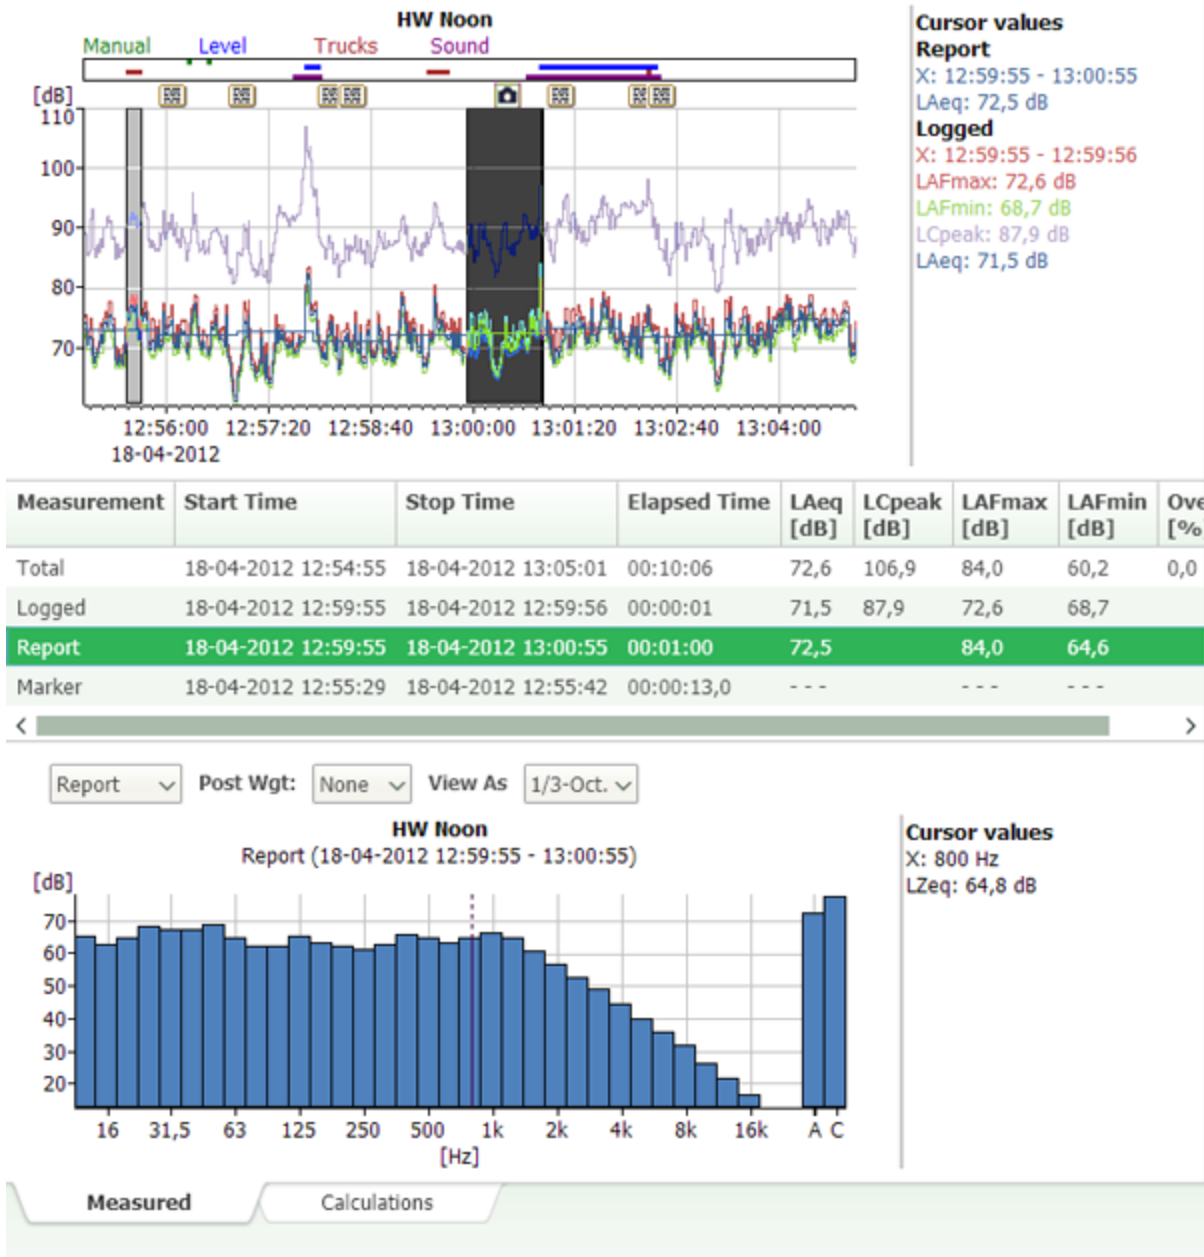 HW Noon
Manual Level Trucks Sound
[dB]
110
100
90
80
70
12:56:00 12:57:20 12:58:40 13:00:00 13:01:20 13:02:40 13:04:00
18-04-2012
Cursor values
Report
X: 12:59:55 - 13:00:55
LAeq: 72,5 dB
Logged
X: 12:59:55 - 12:59:56
LAFmax: 72,6 dB
LAFmin: 68,7 dB
LCpeak: 87,9 dB
LAeq: 71,5 dB
Measurement Start Time Stop Time Elapsed Time LAeq LCpeak LAFmax LAFmin Ove
[dB] [dB] [dB] [dB] [%
Total 18-04-2012 12:54:55 18-04-2012 13:05:01 00:10:06 72,6 106,9 84,0 60,2 0,0
Logged 18-04-2012 12:59:55 18-04-2012 12:59:56 00:00:01 71,5 87,9 72,6 68,7
Report 18-04-2012 12:59:55 18-04-2012 13:00:55 00:01:00 72,5 84,0 64,6
Marker 18-04-2012 12:55:29 18-04-2012 12:55:42 00:00:13,0 - - - - - - - - -
Report Post Wgt: None View As 1/3-Oct.
HW Noon
Report (18-04-2012 12:59:55 - 13:00:55)
[dB]
70
60
50
40
30
20
16 31,5 63 125 250 500 1k 2k 4k 8k 16k A C
[Hz]
Cursor values
X: 800 Hz
LZeq: 64,8 dB
Measured Calculations